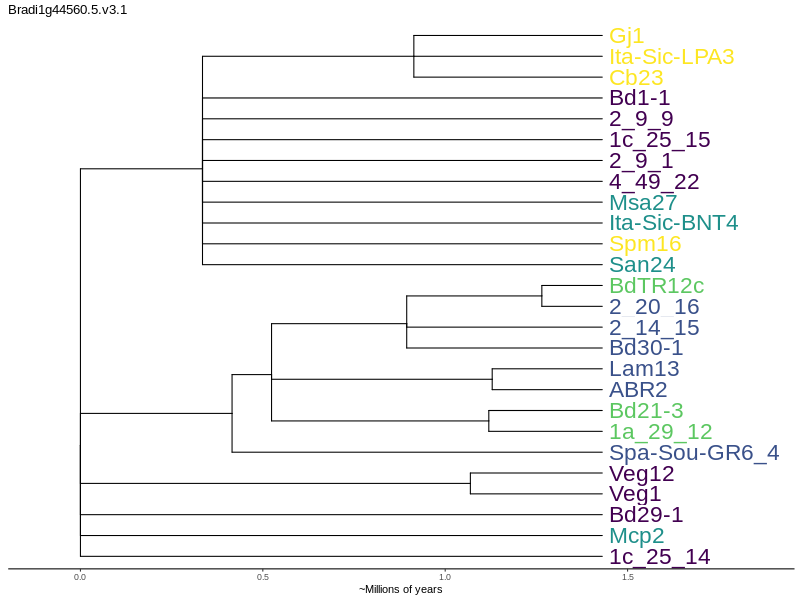 Bradi1g44560.5.v3.1
Gj1
Ita-Sic-LPA3
Cb23
Bd1-1
2_9_9
1c_25_15
2_9_1
4_49_22
Msa27
Ita-Sic-BNT4
Spm16
San24
BdTR12c
2_20_16
2_14_15
Bd30-1
Lam13
ABR2
Bd21-3
1a_29_12
Spa-Sou-GR6_4
Veg12
Veg1
Bd29-1
Mcp2
1c_25_14
0.0 0.5 1.0 1.5
~Millions of years